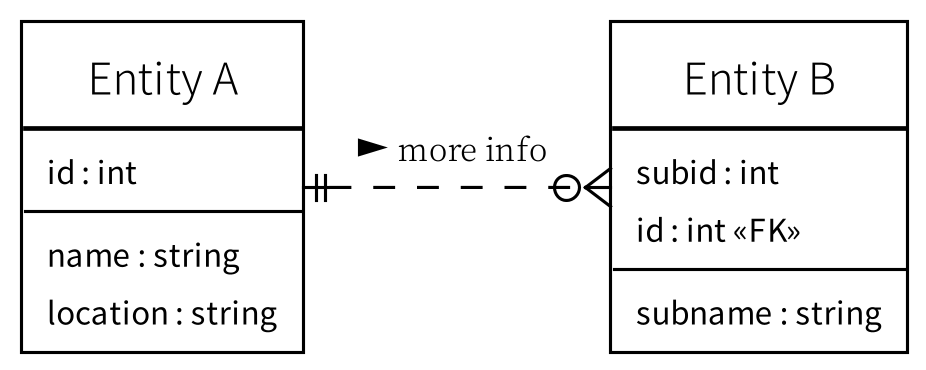 Entity A
id : int
name : string
location : string
► more info
Entity B
subid : int
id : int «FK»
subname : string